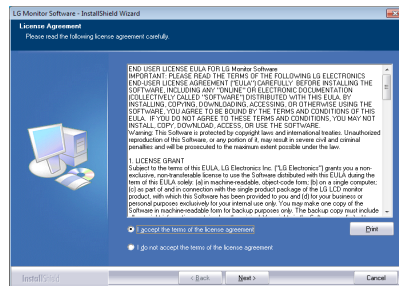 LG Monitor Software - InstallShield Wizard
License Agreement
Please read the following license agreement carefully.
END USER LICENSE EULA FOR LG Monitor Software
IMPORTANT: PLEASE READ THE TERMS OF THE FOLLOWING LG ELECTRONICS
END-USER LICENSE AGREEMENT ("EULA") CAREFULLY BEFORE INSTALLING THE
SOFTWARE, INCLUDING ANY "ONLINE" OR ELECTRONIC DOCUMENTATION
(COLLECTIVELY CALLED "SOFTWARE") DISTRIBUTED WITH THIS EULA. BY
INSTALLING, COPYING, DOWNLOADING, ACCESSING, OR OTHERWISE USING THE
SOFTWARE, YOU AGREE TO BE BOUND BY THE TERMS AND CONDITIONS OF THIS
EULA. IF YOU DO NOT AGREE TO THESE TERMS AND CONDITIONS, YOU MAY NOT
INSTALL, COPY, DOWNLOAD, ACCESS, OR USE THE SOFTWARE.
Warning: This Software is protected by copyright laws and international treaties. Unauthorized
reproduction of this Software, or any portion of it, may result in severe civil and criminal
penalties and will be prosecuted to the maximum extent possible under the law.
1. LICENSE GRANT
Subject to the terms of this EULA, LG Electronics Inc. ("LG Electronics") grants you a non-
exclusive, non-transferable license to use the Software distributed with this EULA during the
term of this EULA solely: (a) in machine-readable, object-code form; (b) on a single computer;
(c) as part of and in connection with the single product package of the LG LCD monitor
product, with which this Software has been provided to you and (d) for your business or
personal purposes exclusively for your internal use only. You may make one copy of the
Software in machine-readable form for backup purposes only. The backup copy must include
I accept the terms of the license agreement
Print
I do not accept the terms of the license agreement
InstallShield
< Back
Next >
Cancel